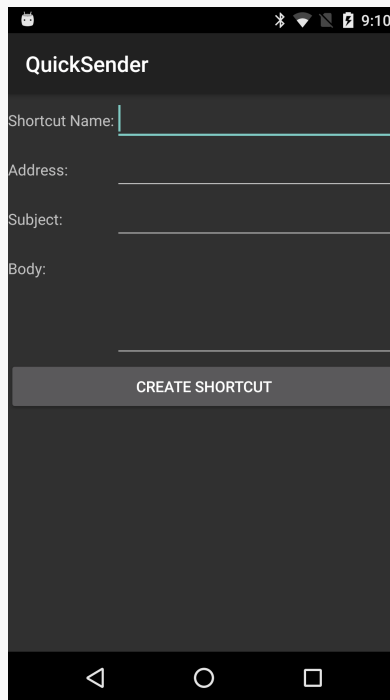 9:10
QuickSender
Shortcut Name:
Address:
Subject:
Body:
CREATE SHORTCUT